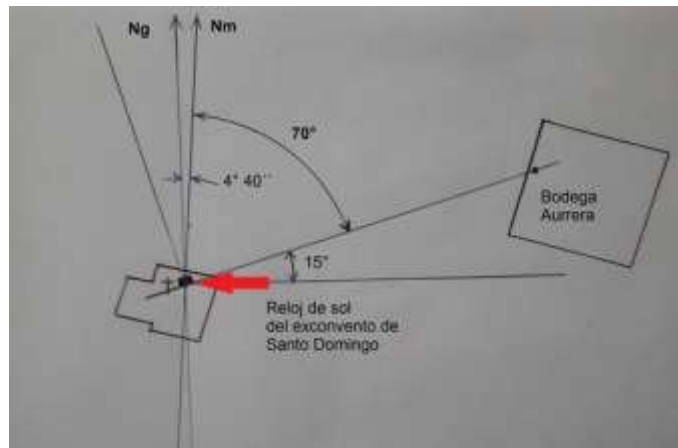 Ng
Nm
70°
4° 40´´
15°
Bodega
Aurrera
Reloj de sol
del exconvento de
Santo Domingo